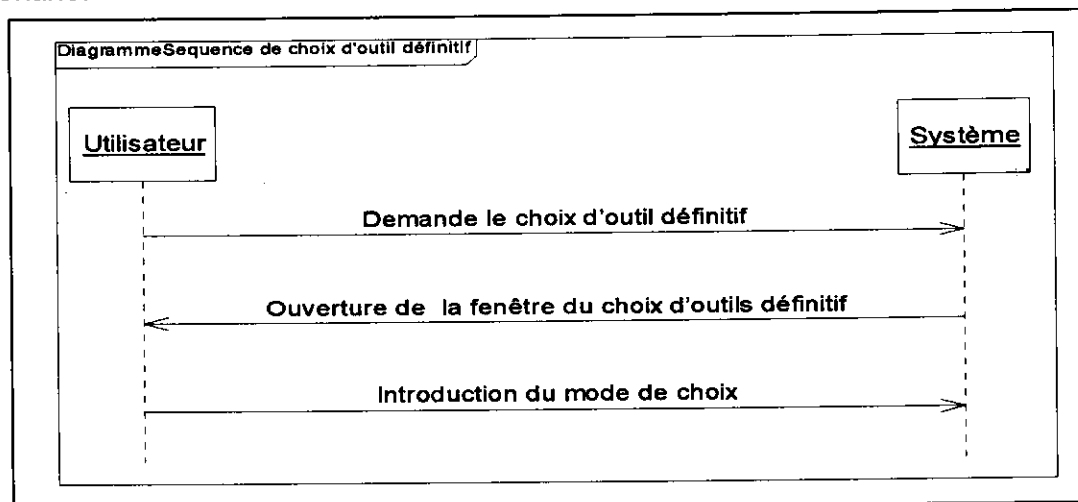 DiagrammeSequence de choix d'outil définitif
Utilisateur
Système
Demande le choix d'outil définitif
Ouverture de la fenêtre du choix d'outils définitif
Introduction du mode de choix